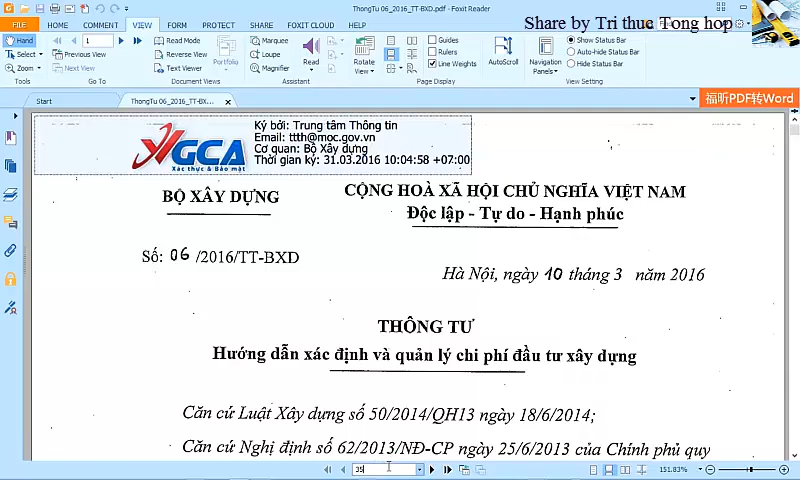 ThongTu 06_2016_TT-BXD.pdf - Foxit Reader
Share by Tri thuc Tong hop
FILE HOME COMMENT VIEW FORM PROTECT SHARE FOXIT CLOUD HELP
Hand
Select
Zoom
Tools
1
Previous View
Next View
Go To
Read Mode
Reverse View
Text Viewer
Portfolio
Document Views
Marquee
Loupe
Magnifier
Assistant
Read
Rotate
View
Guides
Rulers
Line Weights
Page Display
AutoScroll
Navigation
Panels
Show Status Bar
Auto-hide Status Bar
Hide Status Bar
View Setting
Start
ThongTu 06_2016_TT-BX...
福昕PDF转Word
VGCA
Xác thực & Bảo mật
Ký bởi: Trung tâm Thông tin
Email: ttth@moc.gov.vn
Cơ quan: Bộ Xây dựng
Thời gian ký: 31.03.2016 10:04:58 +07:00
BỘ XÂY DỰNG
CỘNG HOÀ XÃ HỘI CHỦ NGHĨA VIỆT NAM
Độc lập - Tự do - Hạnh phúc
Số: 06 /2016/TT-BXD
Hà Nội, ngày 10 tháng 3 năm 2016
THÔNG TƯ
Hướng dẫn xác định và quản lý chi phí đầu tư xây dựng
Căn cứ Luật Xây dựng số 50/2014/QH13 ngày 18/6/2014;
Căn cứ Nghị định số 62/2013/NĐ-CP ngày 25/6/2013 của Chính phủ quy
35
151.83%